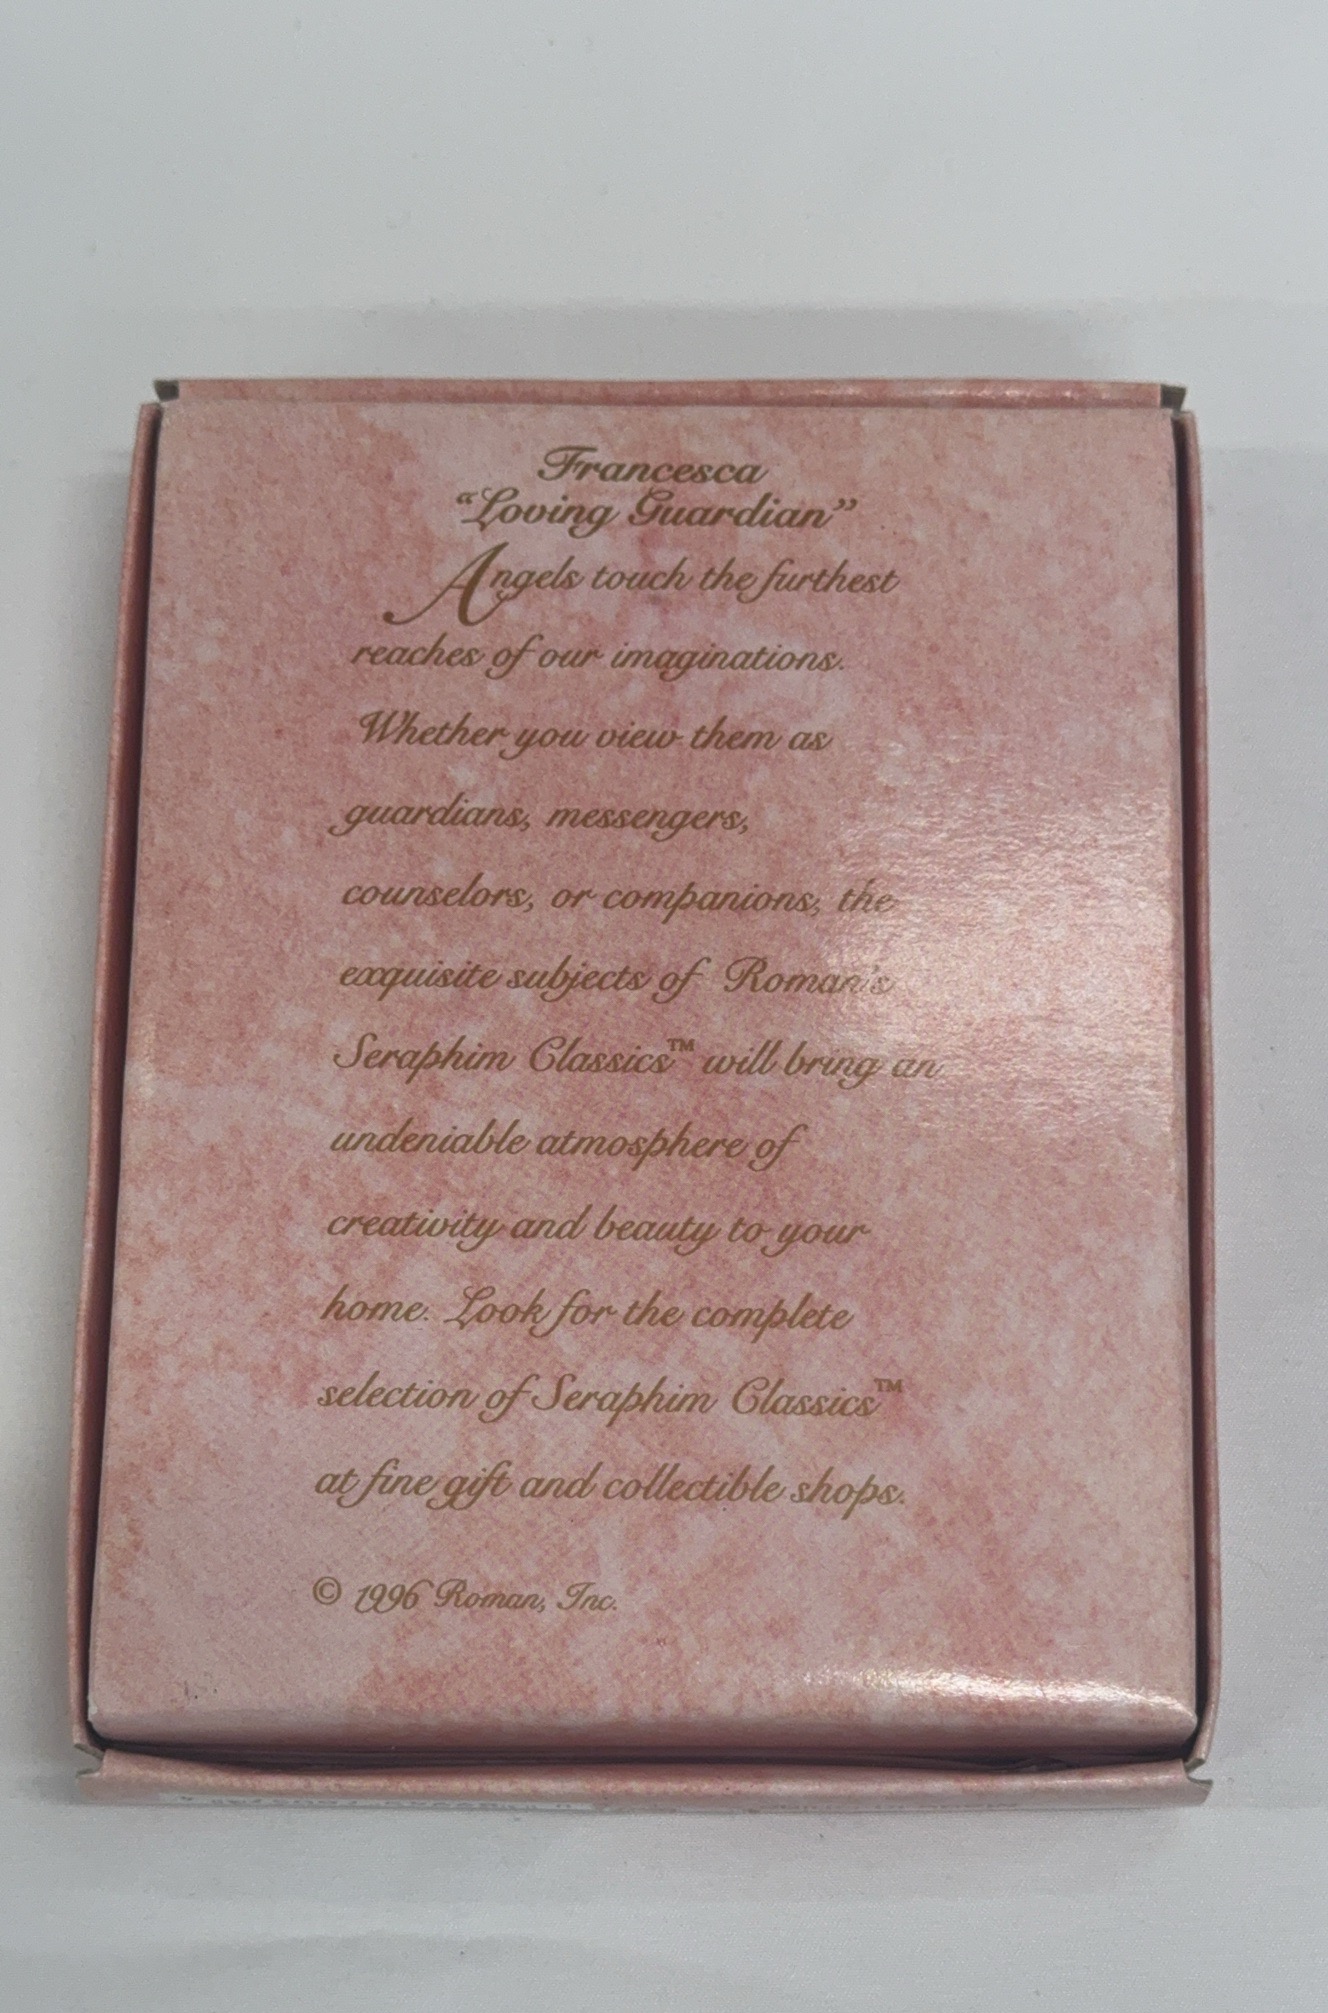 Francesca
“Loving Guardian”
Angels touch the furthest
reaches of our imaginations.
Whether you view them as
guardians, messengers,
counselors, or companions, the
exquisite subjects of Roman's
Seraphim Classics™ will bring an
undeniable atmosphere of
creativity and beauty to your
home. Look for the complete
selection of Seraphim Classics™
at fine gift and collectible shops.
© 1996 Roman, Inc.